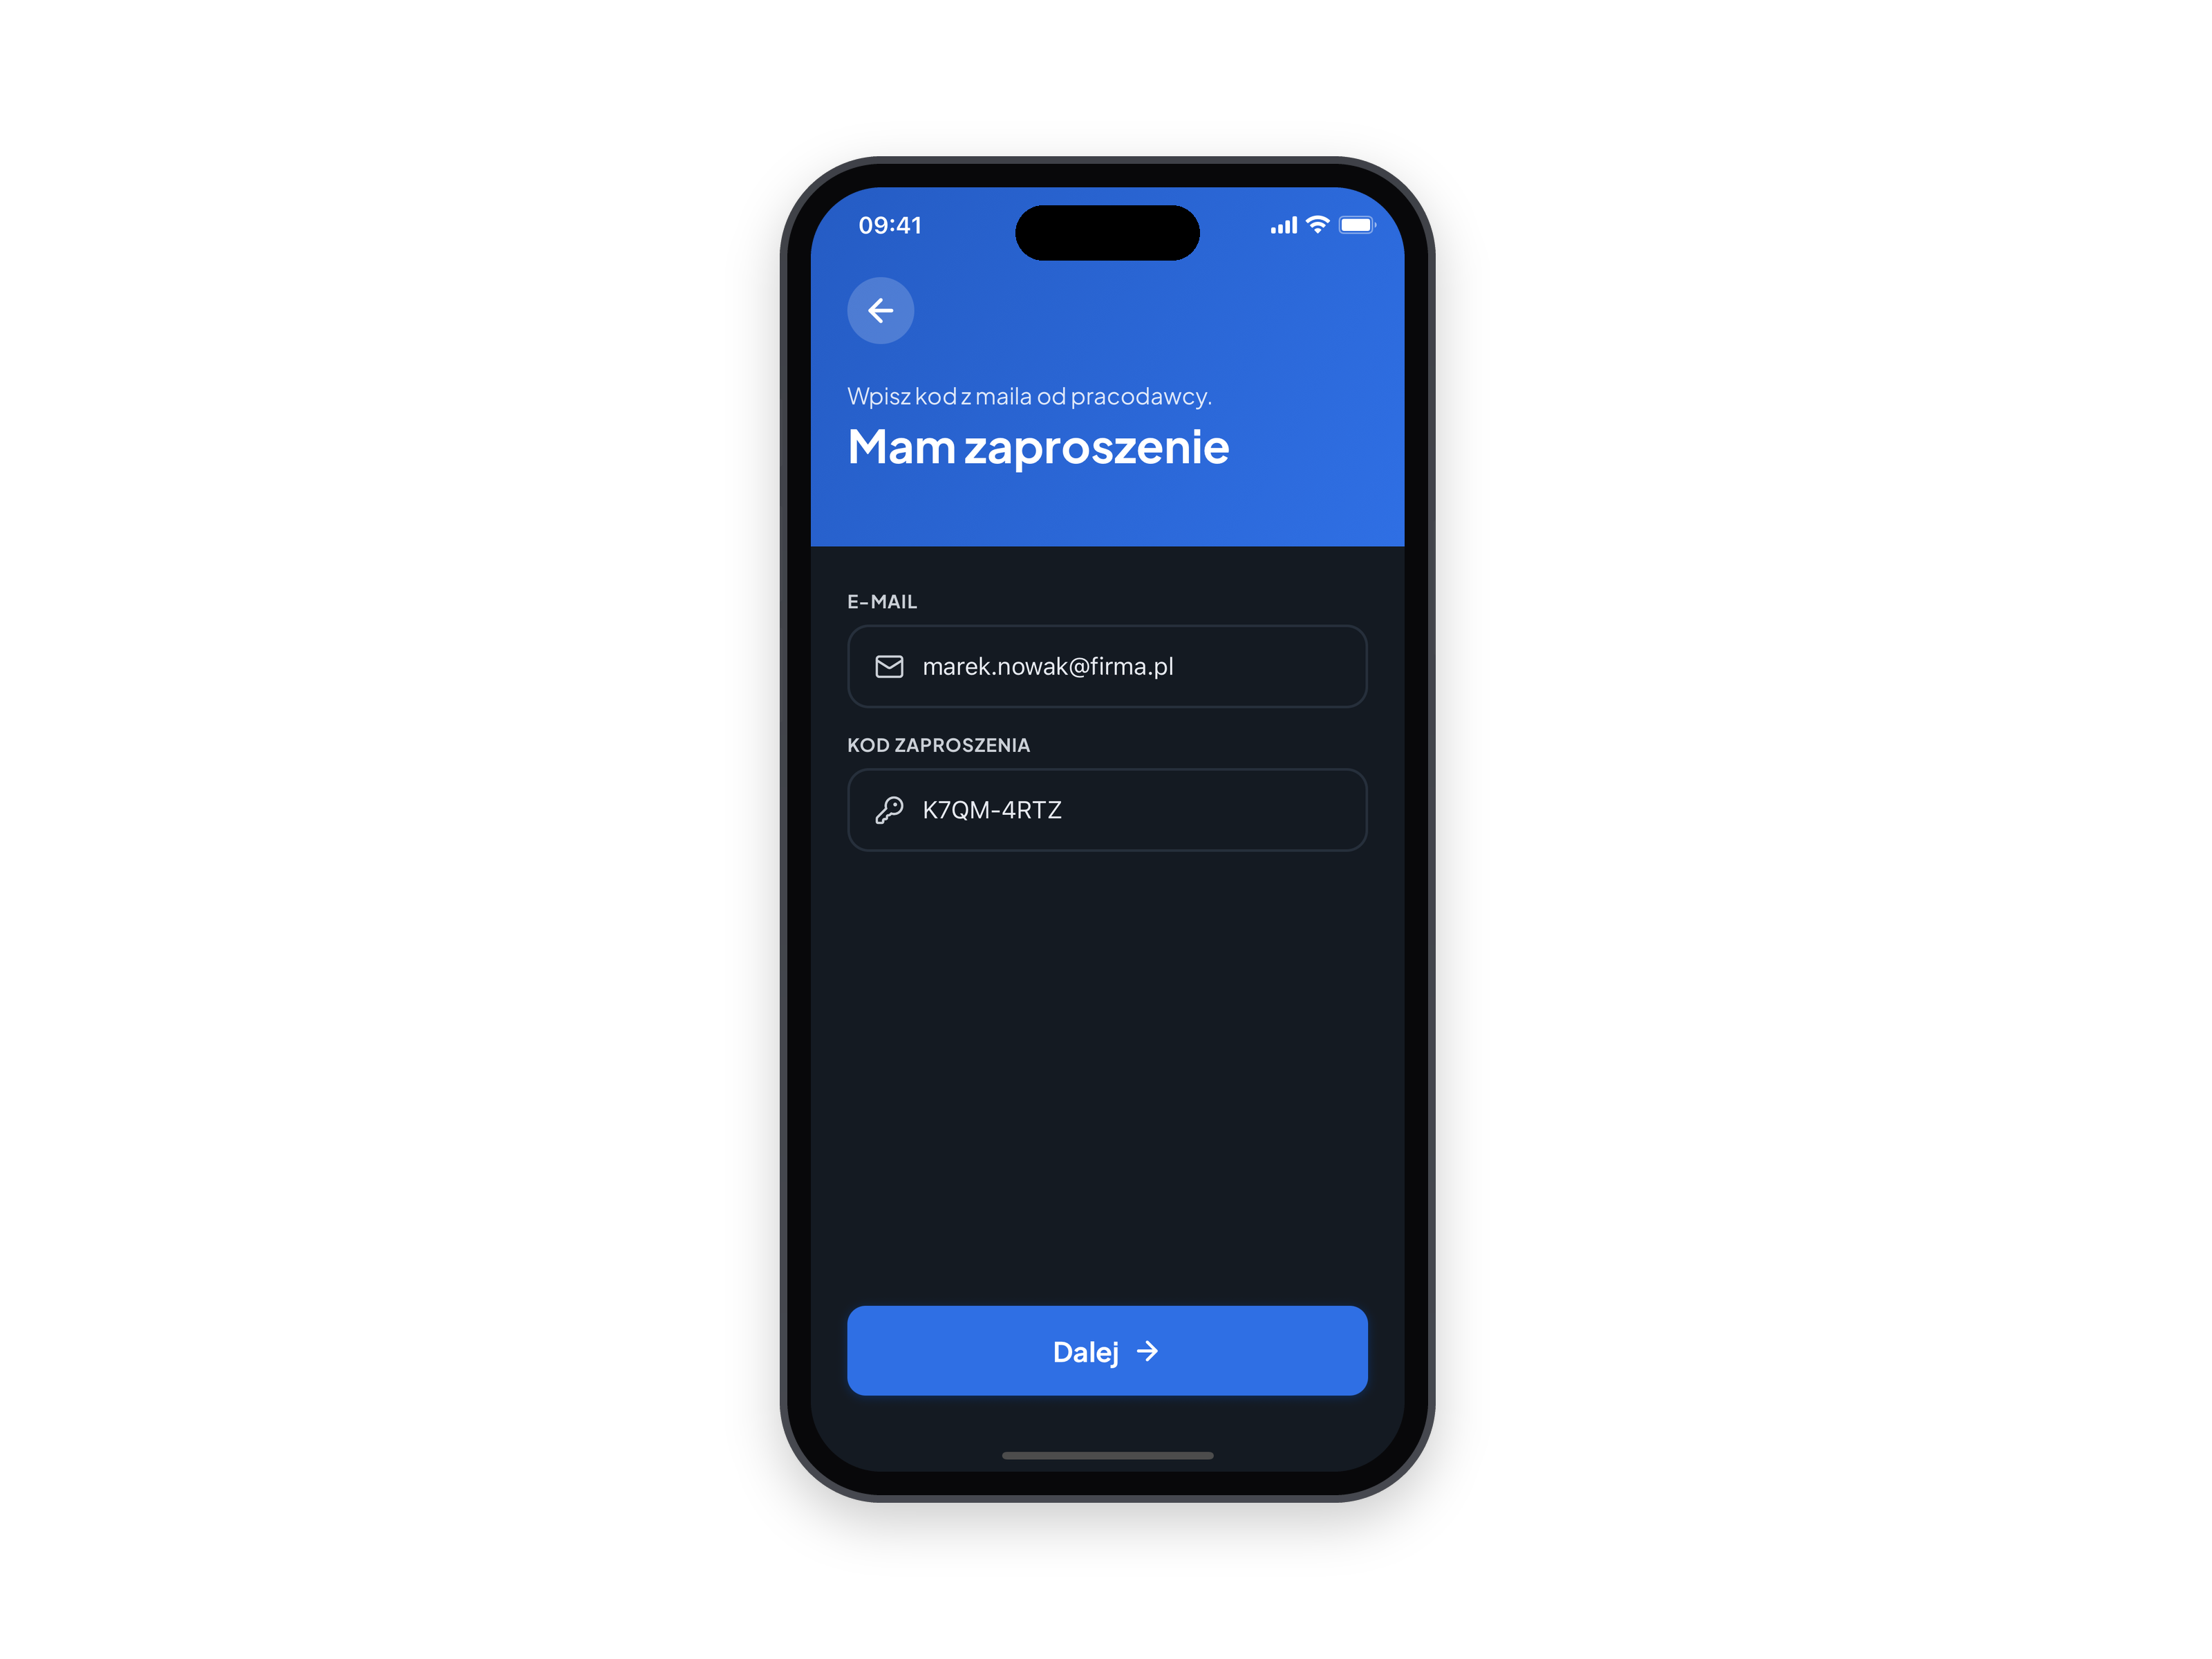 09:41
Wpisz kod z maila od pracodawcy.
Mam zaproszenie
E-MAIL
marek.nowak@firma.pl
KOD ZAPROSZENIA
K7QM-4RTZ
Dalej